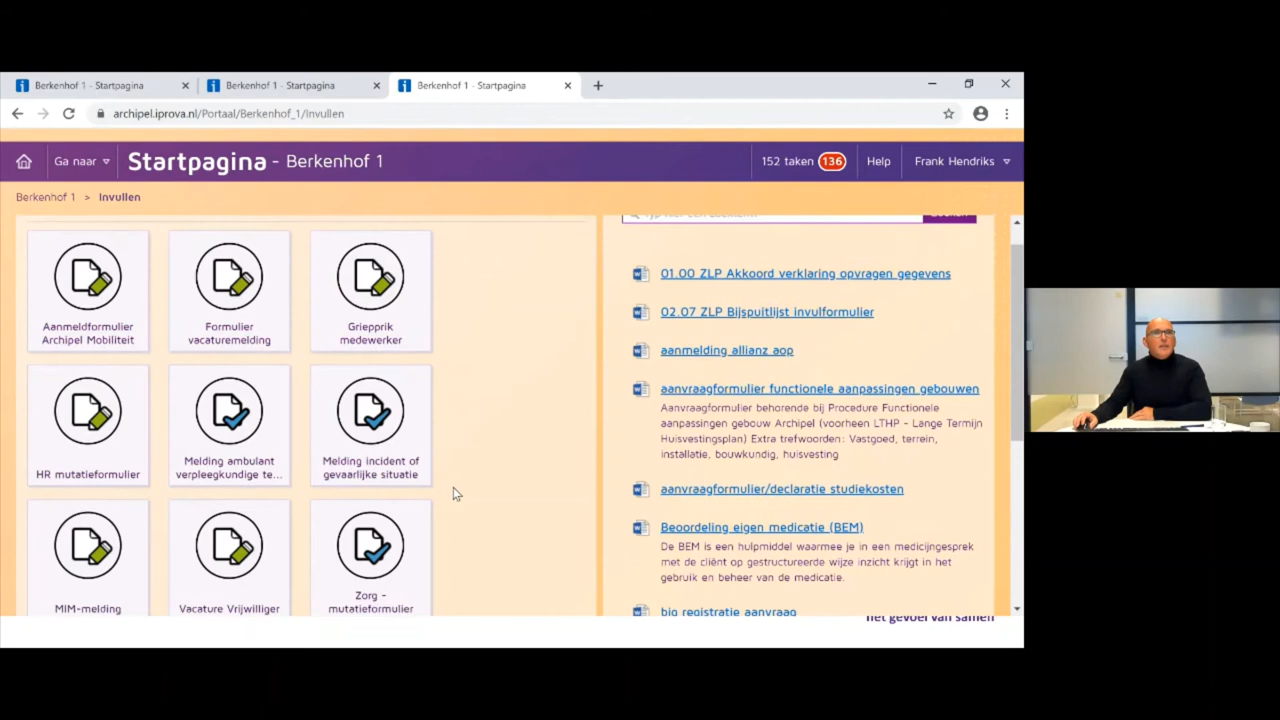 Berkenhof 1 - Startpagina
Berkenhof 1 - Startpagina
Berkenhof 1 - Startpagina
archipel.iprova.nl/Portaal/Berkenhof_1/Invullen
Ga naar
Startpagina - Berkenhof 1
152 taken 136
Help
Frank Hendriks
Berkenhof 1 > Invullen
Aanmeldformulier
Archipel Mobiliteit
Formulier
vacaturemelding
Griepprik
medewerker
HR mutatieformulier
Melding ambulant
verpleegkundige te...
Melding incident of
gevaarlijke situatie
MIM-melding
Vacature Vrijwilliger
Zorg -
mutatieformulier
01.00 ZLP Akkoord verklaring opvragen gegevens
02.07 ZLP Bijspuitlijst invulformulier
aanmelding allianz aop
aanvraagformulier functionele aanpassingen gebouwen
Aanvraagformulier behorende bij Procedure Functionele
aanpassingen gebouw Archipel (voorheen LTHP - Lange Termijn
Huisvestingsplan) Extra trefwoorden: Vastgoed, terrein,
installatie, bouwkundig, huisvesting
aanvraagformulier/declaratie studiekosten
Beoordeling eigen medicatie (BEM)
De BEM is een hulpmiddel waarmee je in een medicijngesprek
met de cliënt op gestructureerde wijze inzicht krijgt in het
gebruik en beheer van de medicatie.
big registratie aanvraag
het gevoel van samen